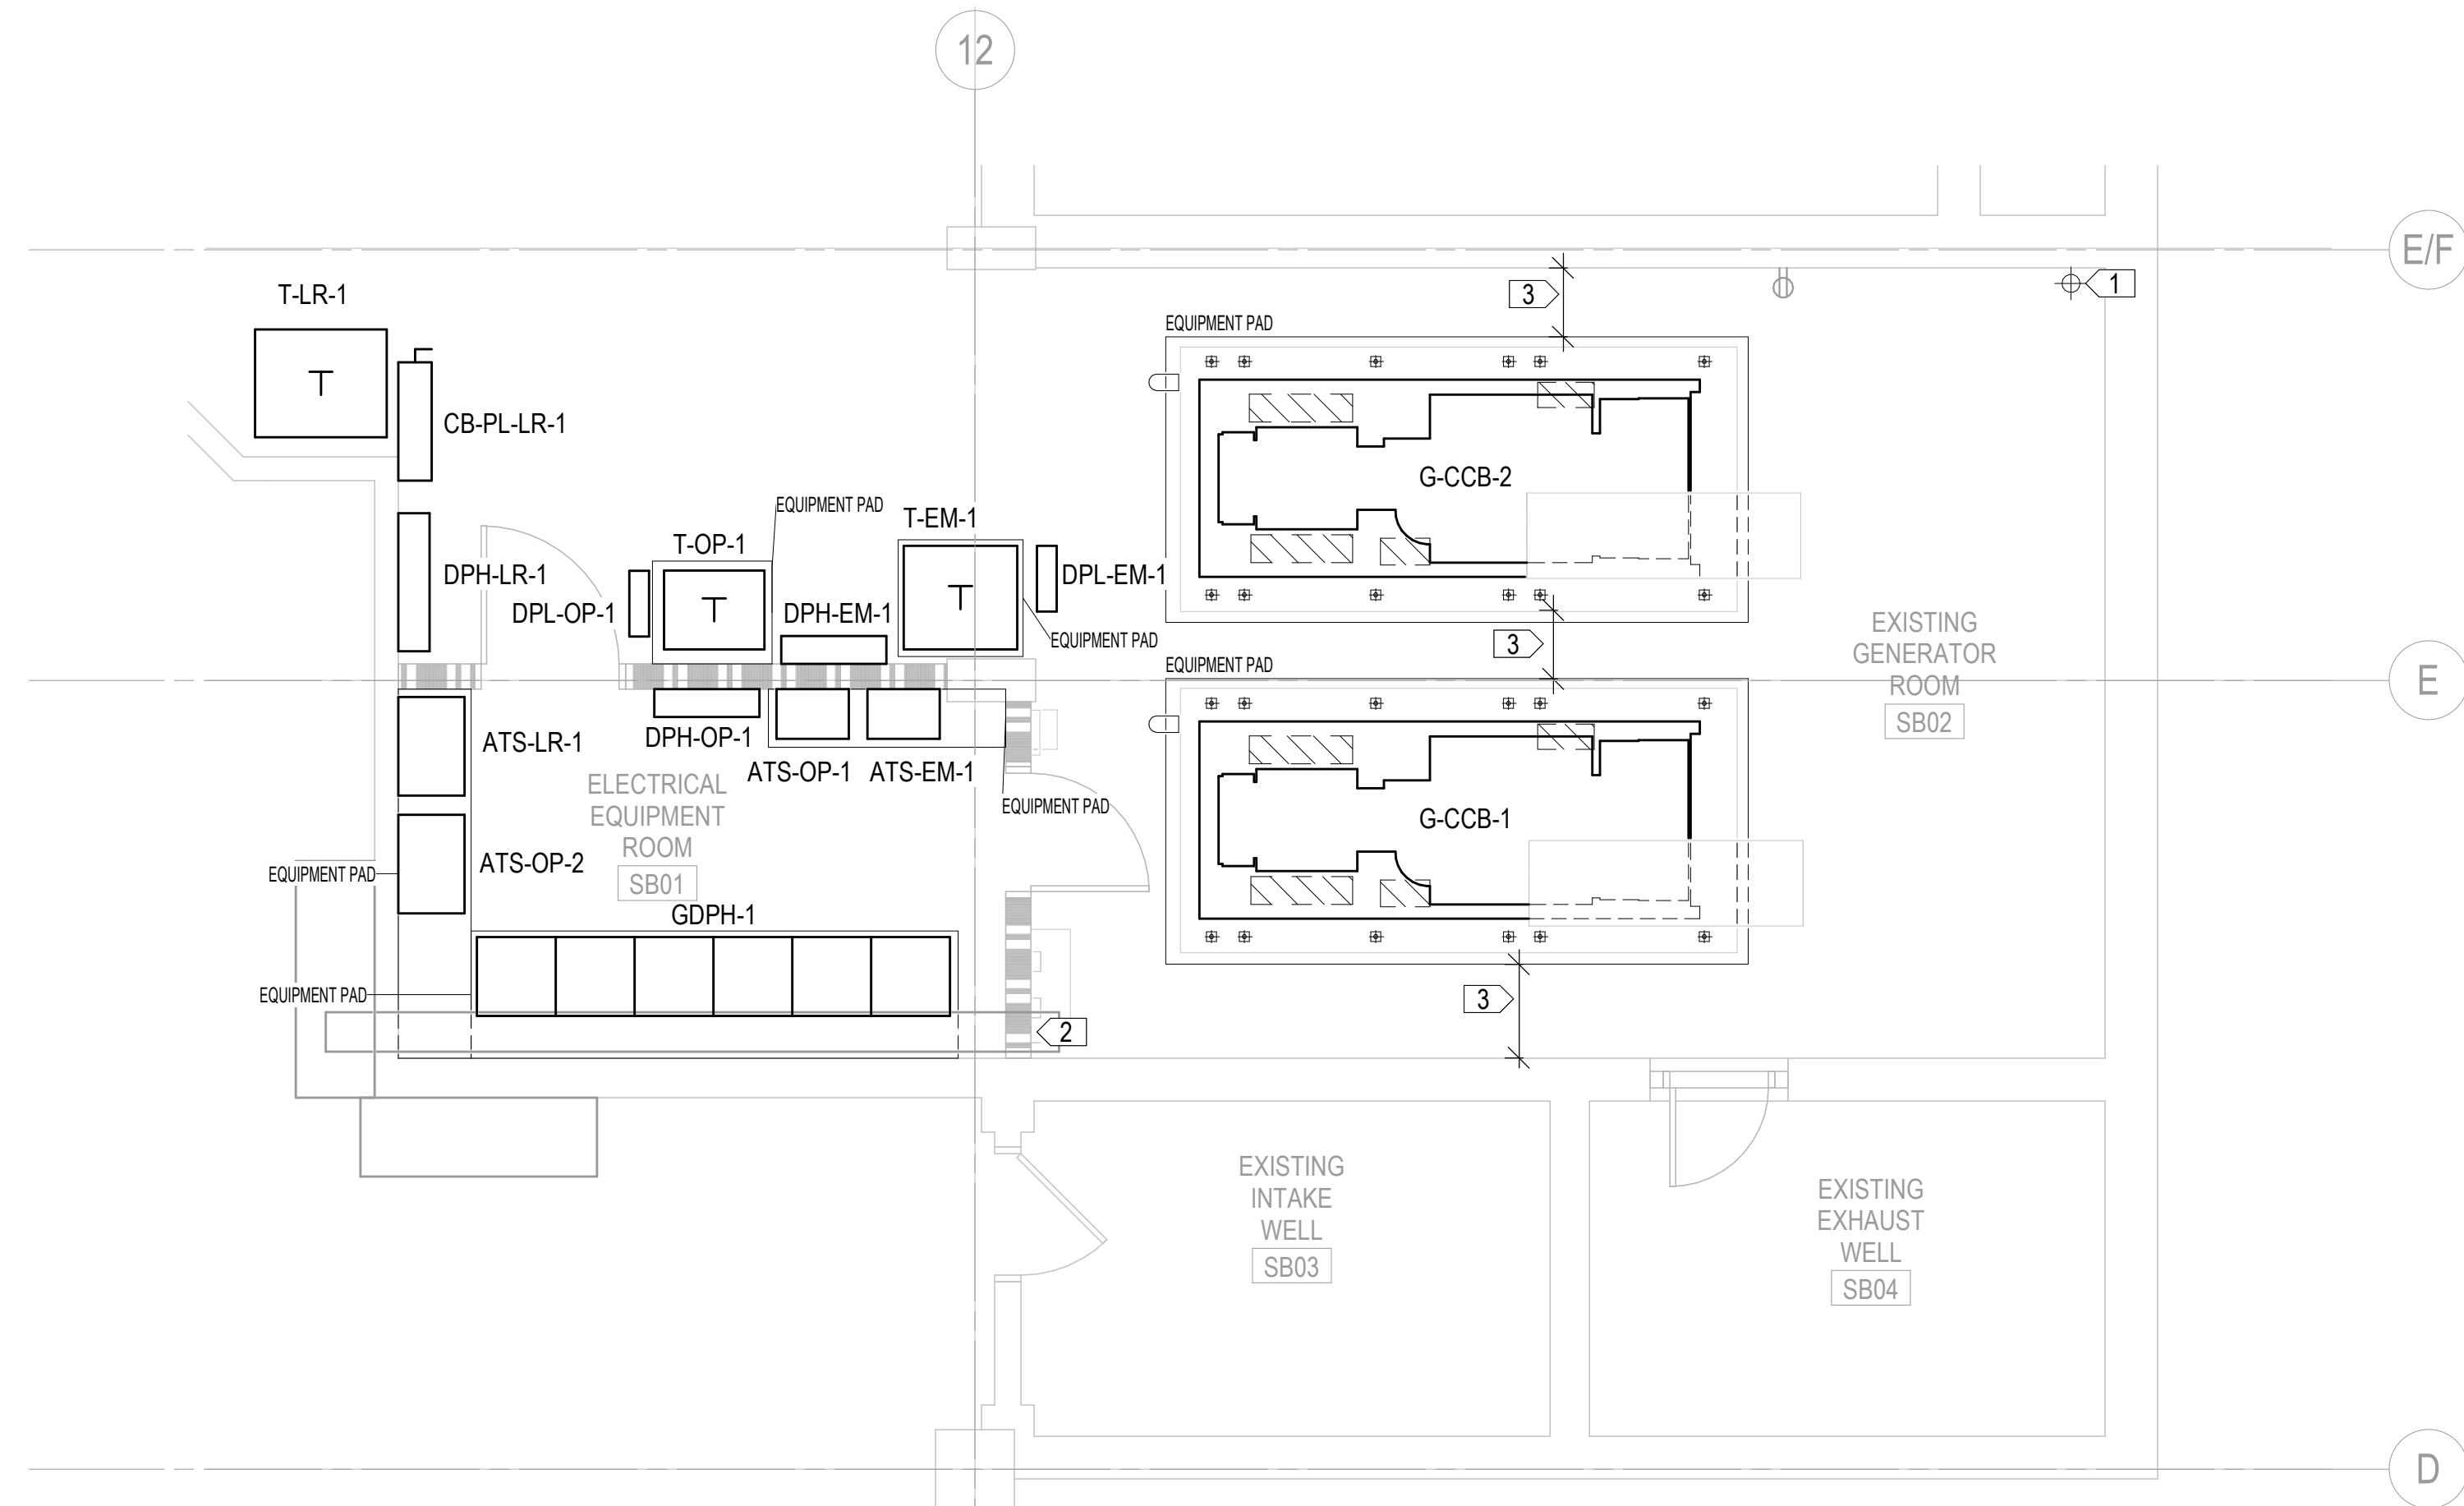 12
E/F
T-LR-1
3
1
EQUIPMENT PAD
CB-PL-LR-1
G-CCB-2
EQUIPMENT PAD
T-EM-1
T-OP-1
DPH-LR-1
DPL-EM-1
DPL-OP-1
DPH-EM-1
EQUIPMENT PAD
3
EXISTING
GENERATOR
ROOM
SB02
EQUIPMENT PAD
E
DPH-OP-1
ATS-LR-1
ATS-OP-1
ATS-EM-1
ELECTRICAL
EQUIPMENT
ROOM
SB01
EQUIPMENT PAD
G-CCB-1
ATS-OP-2
EQUIPMENT PAD
GDPH-1
EQUIPMENT PAD
3
2
EXISTING
INTAKE
WELL
SB03
EXISTING
EXHAUST
WELL
SB04
D
T
T
T